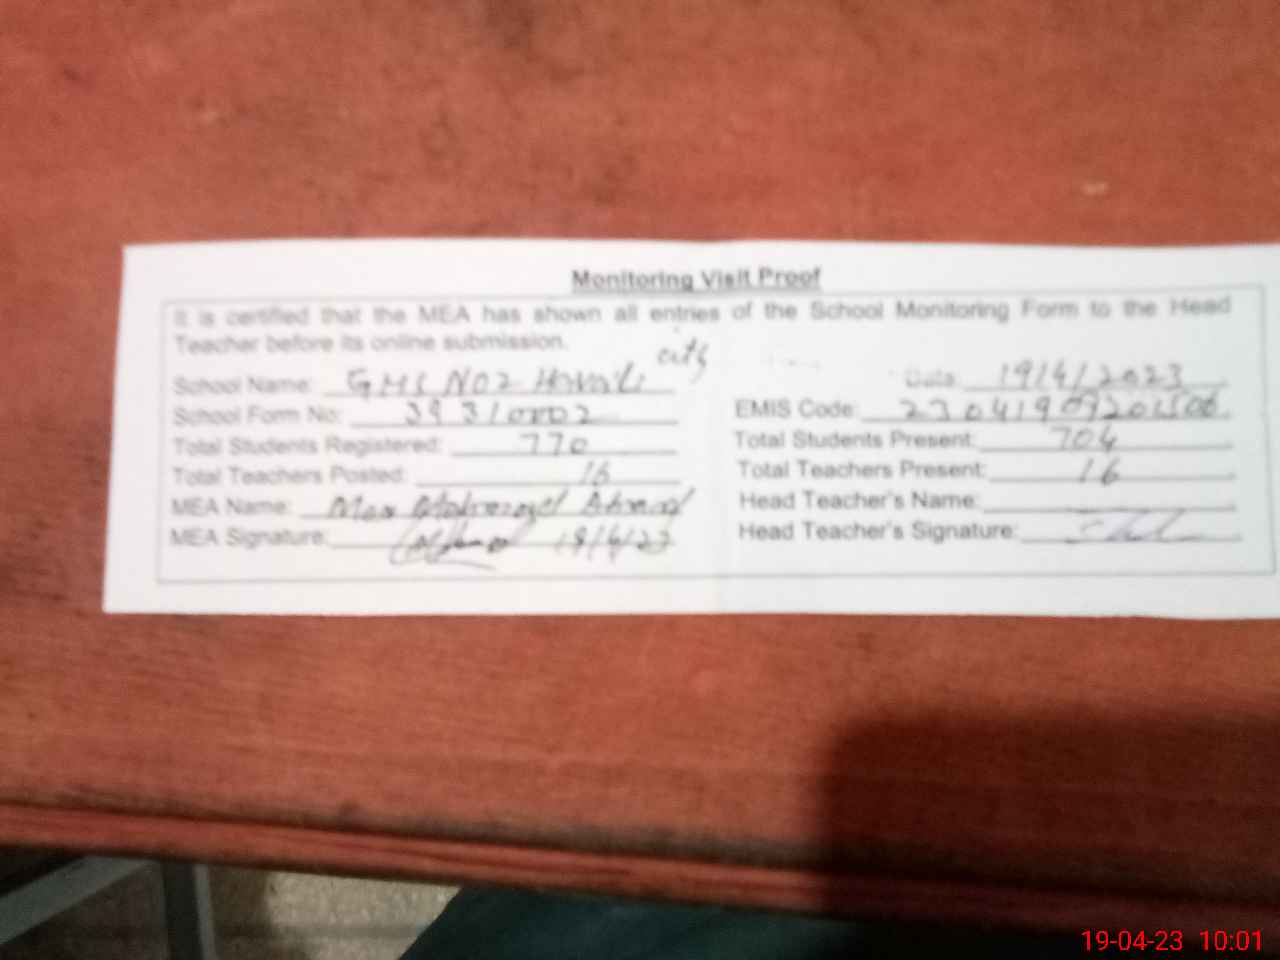 Monitoring Visit Proof
It is certified that the MEA has shown all entries of the School Monitoring Form to the Head
Teacher before its online submission.
School Name: GMS NO2 Haveli city
Date: 19/4/2023
School Form No:
EMIS Code:
Total Students Registered: 770
Total Students Present: 704
Total Teachers Posted: 16
Total Teachers Present: 16
MEA Name: Ahmad
Head Teacher's Name:
MEA Signature: 19/4/23
Head Teacher's Signature:
19-04-23 10:01